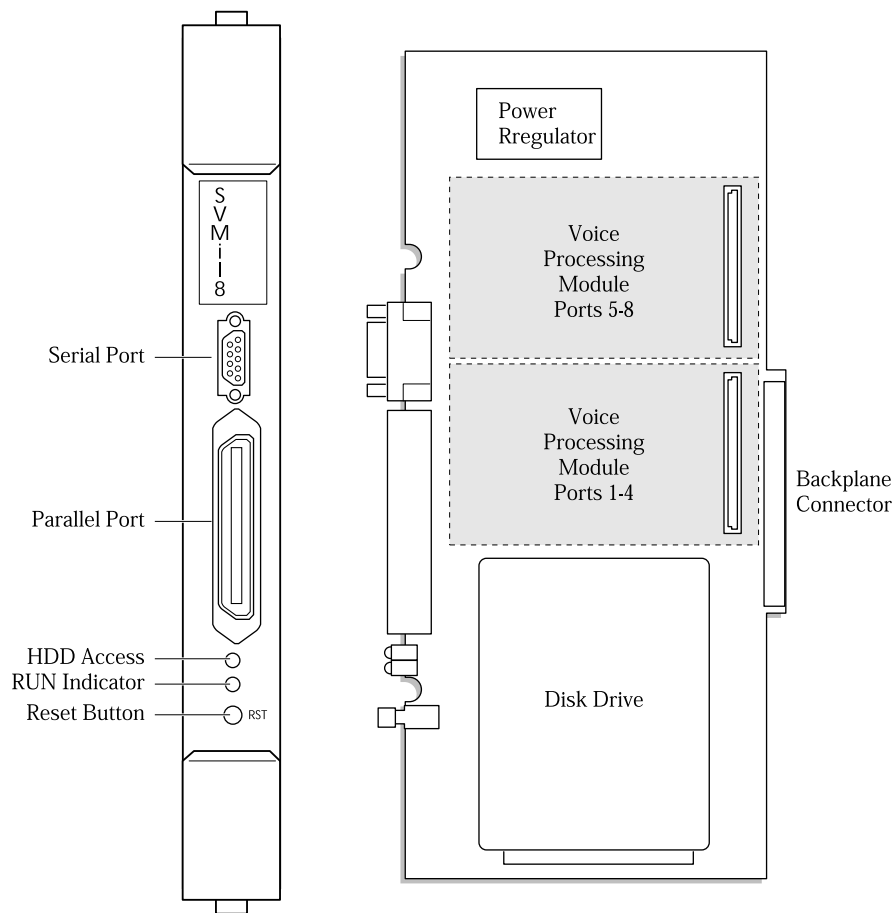 S
V
M
i
I
I
8
Serial Port
Parallel Port
HDD Access
RUN Indicator
Reset Button
RST
Power
Rregulator
Voice
Processing
Module
Ports 5-8
Voice
Processing
Module
Ports 1-4
Backplane
Connector
Disk Drive